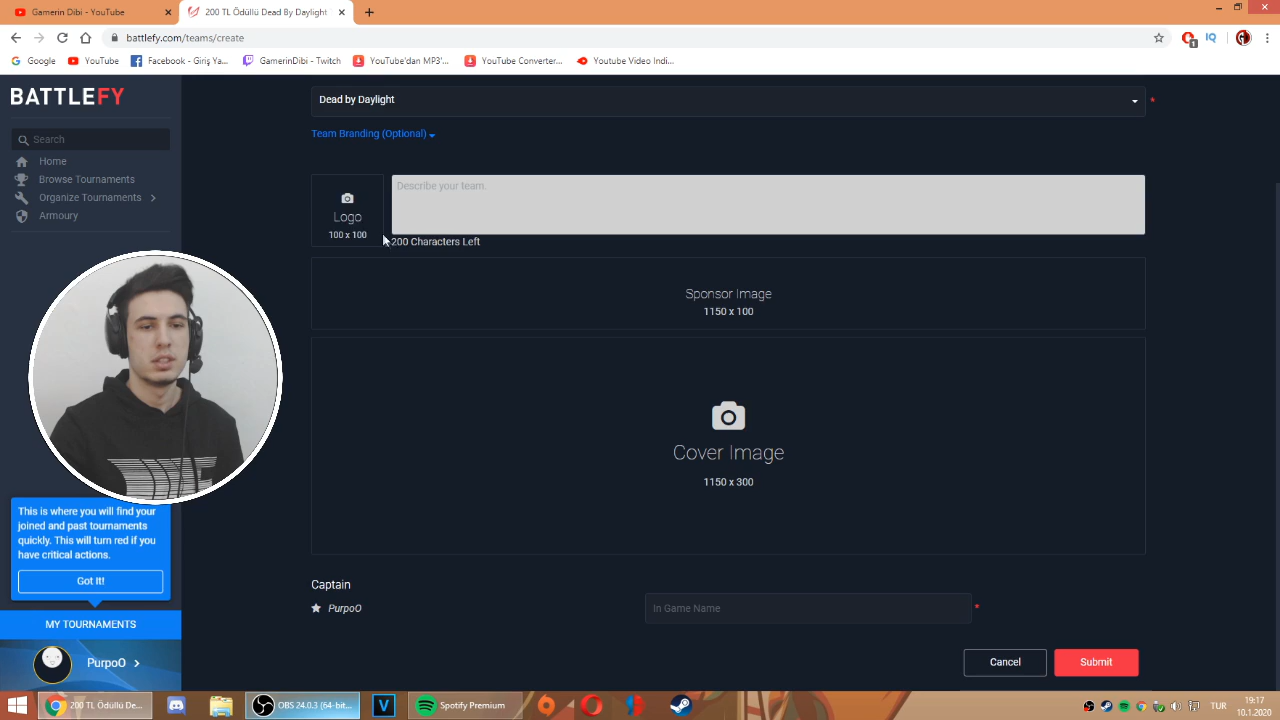 Gamerin Dibi - YouTube
200 TL Ödüllü Dead By Daylight
battlefy.com/teams/create
1
IQ
Google
YouTube
Facebook - Giriş Ya...
GamerinDibi - Twitch
YouTube'dan MP3'...
YouTube Converter...
Youtube Video Indi...
BATTLEFY
Search
Home
Browse Tournaments
Organize Tournaments
Armoury
Dead by Daylight
*
Team Branding (Optional)
Logo
100 x 100
Describe your team.
200 Characters Left
Sponsor Image
1150 x 100
Cover Image
1150 x 300
Captain
PurpoO
In Game Name
*
Cancel
Submit
This is where you will find your
joined and past tournaments
quickly. This will turn red if you
have critical actions.
Got It!
MY TOURNAMENTS
PurpoO
200 TL Ödüllü De...
OBS 24.0.3 (64-bit...
V
Spotify Premium
TUR
19:17
10.1.2020